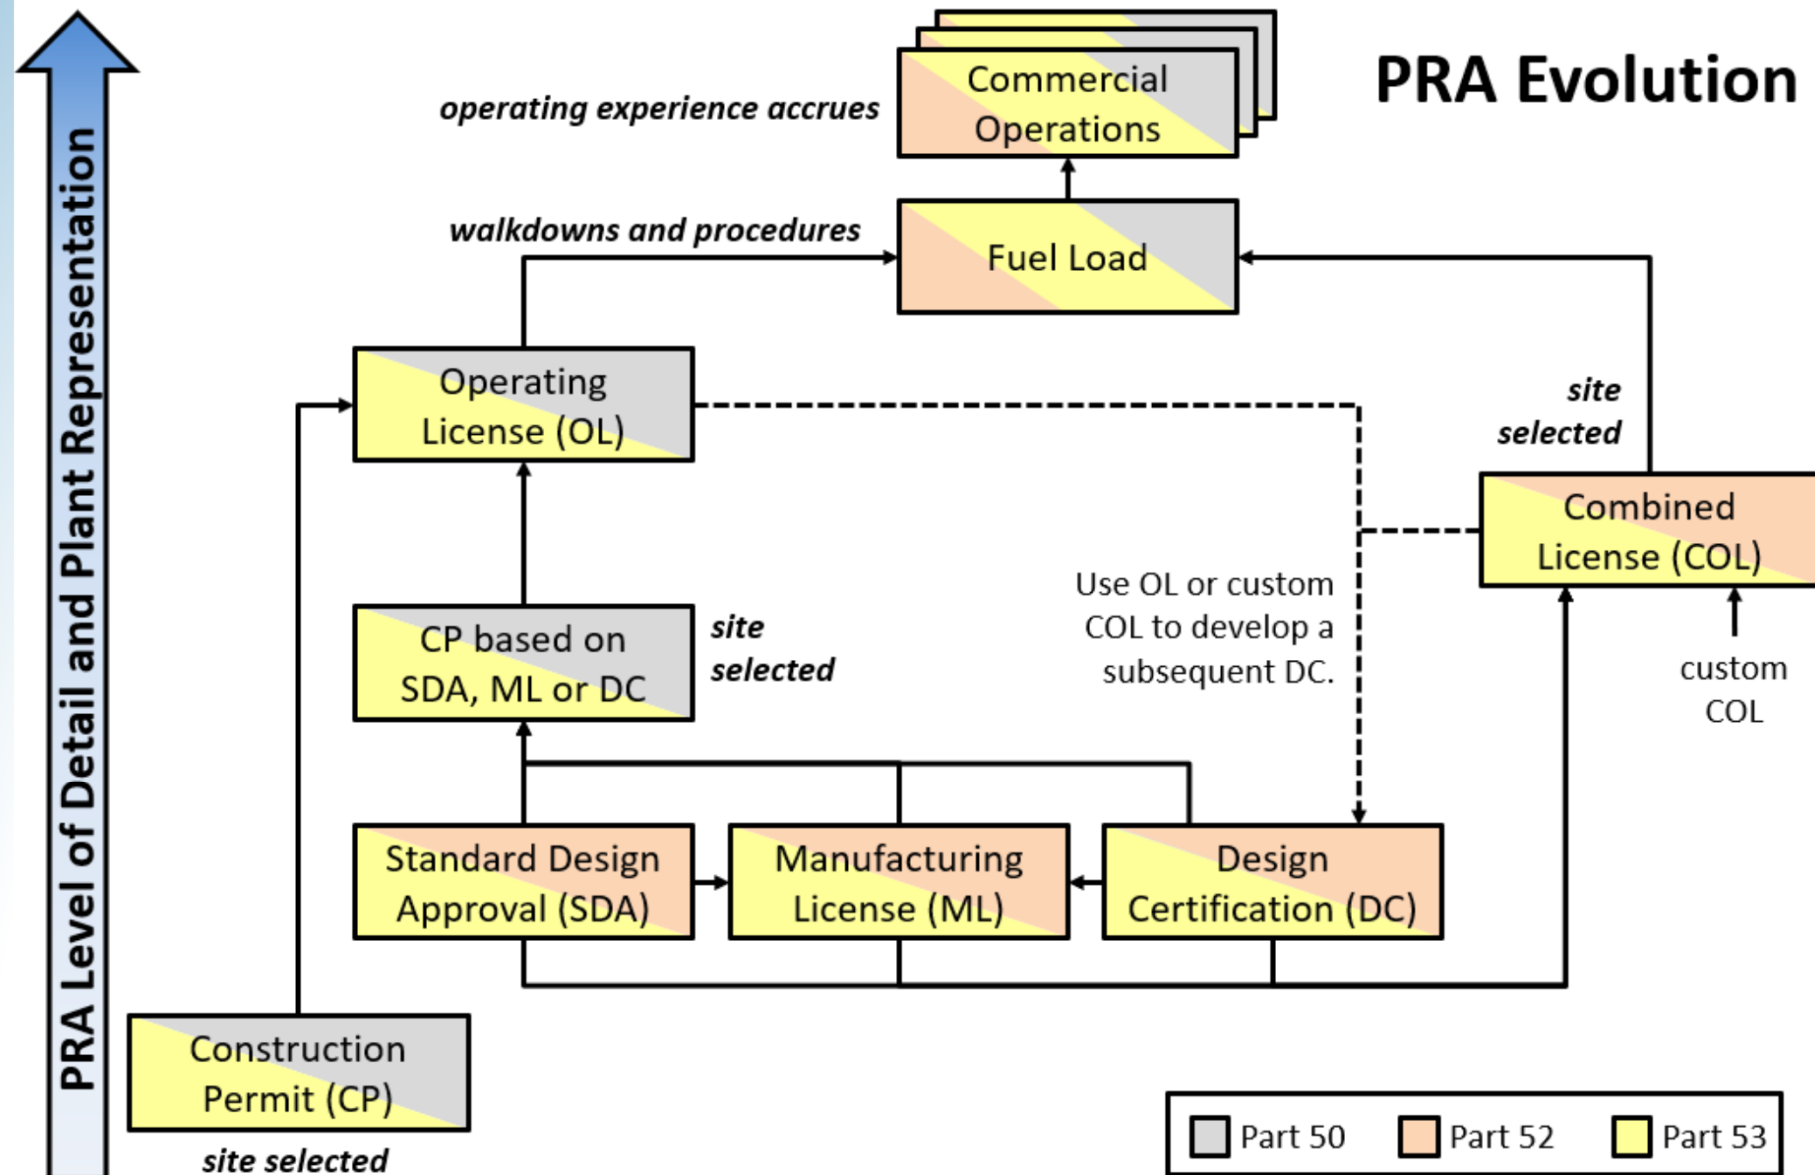 PRA Evolution
PRA Level of Detail and Plant Representation
operating experience accrues
Commercial
Operations
walkdowns and procedures
Fuel Load
Operating
License (OL)
site
selected
Combined
License (COL)
Use OL or custom
COL to develop a
subsequent DC.
custom
COL
CP based on
SDA, ML or DC
site
selected
Standard Design
Approval (SDA)
Manufacturing
License (ML)
Design
Certification (DC)
Construction
Permit (CP)
site selected
Part 50
Part 52
Part 53